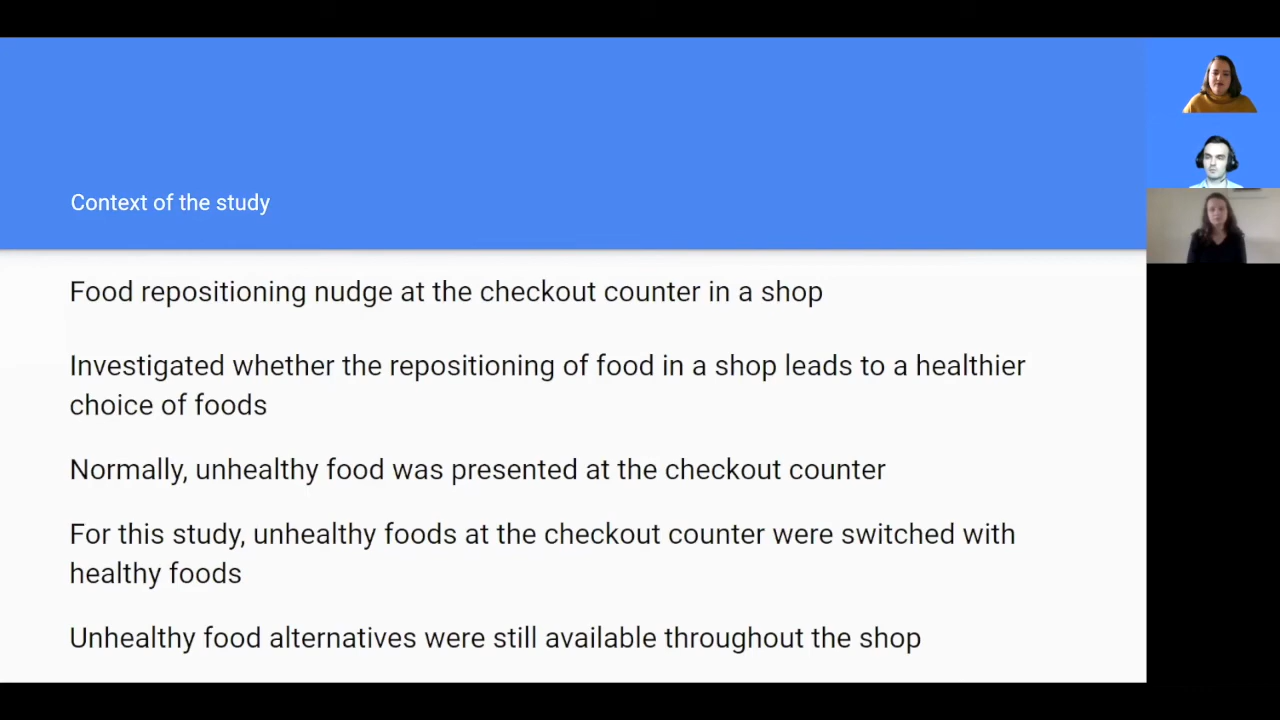 Context of the study
Food repositioning nudge at the checkout counter in a shop
Investigated whether the repositioning of food in a shop leads to a healthier
choice of foods
Normally, unhealthy food was presented at the checkout counter
For this study, unhealthy foods at the checkout counter were switched with
healthy foods
Unhealthy food alternatives were still available throughout the shop